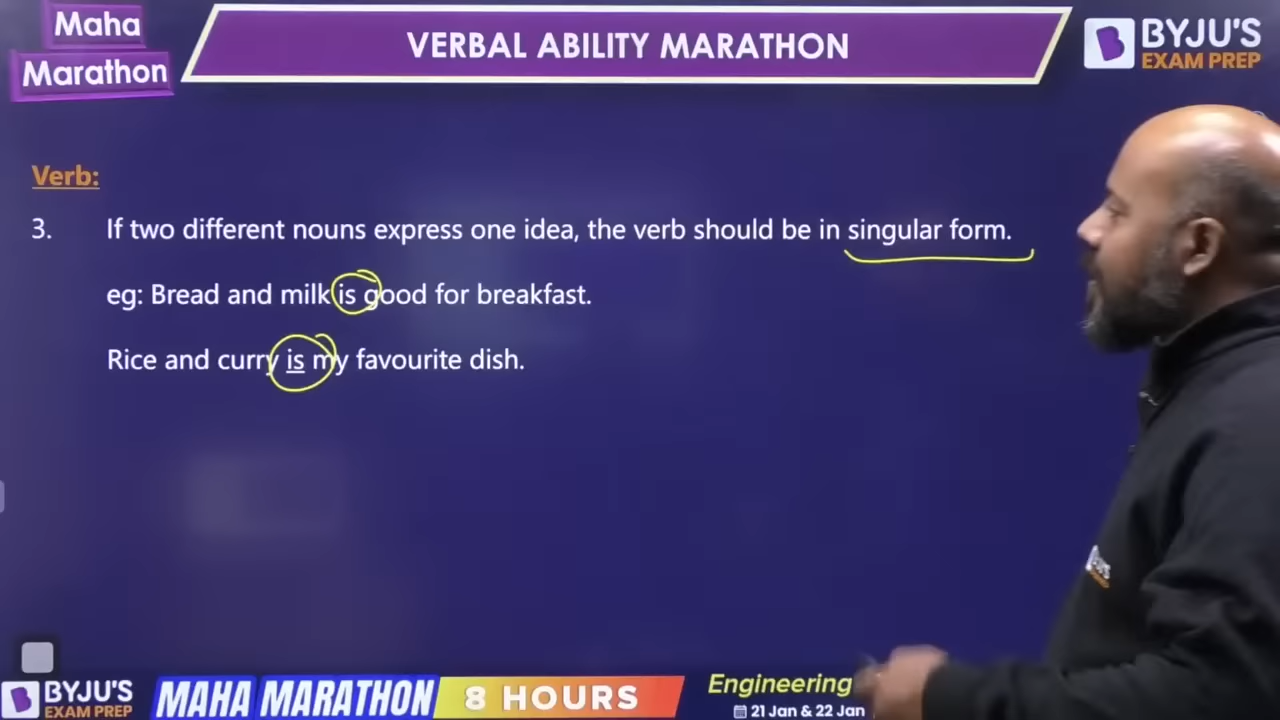 Maha
Marathon
VERBAL ABILITY MARATHON
BYJU'S
EXAM PREP
Verb:
3. If two different nouns express one idea, the verb should be in singular form.
eg: Bread and milk is good for breakfast.
Rice and curry is my favourite dish.
BYJU'S
EXAM PREP
MAHA MARATHON
8 HOURS
Engineering
21 Jan & 22 Jan